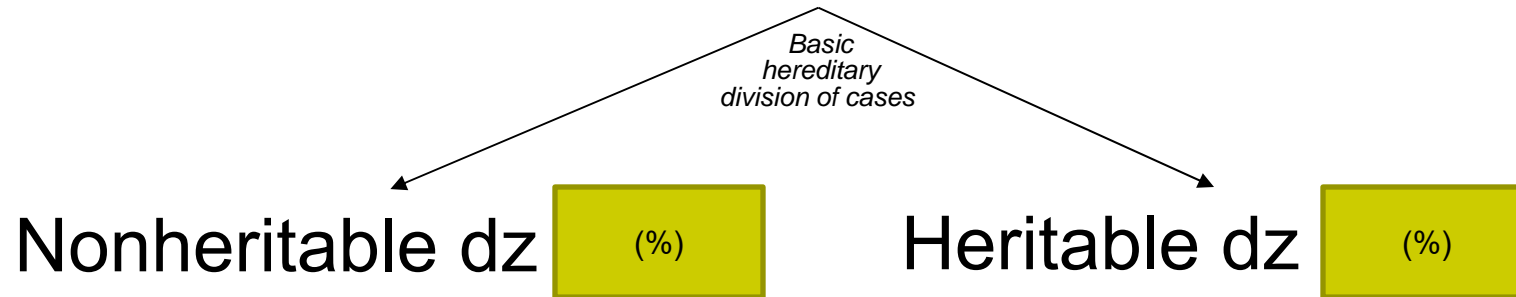 Basic
hereditary
division of cases
Nonheritable dz (%) Heritable dz (%)